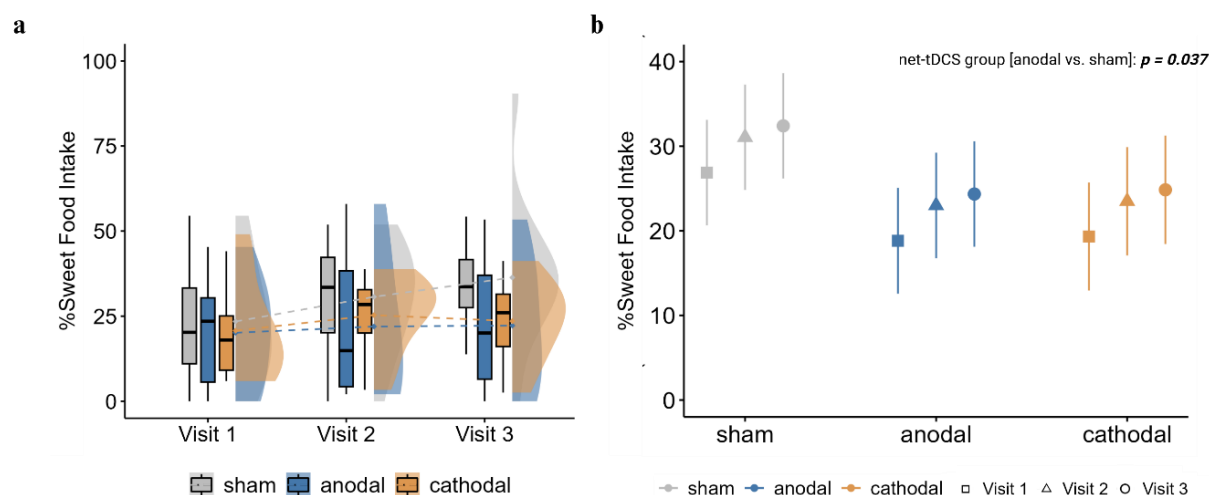 a
100
75
50
25
0
%Sweet Food Intake
Visit 1 Visit 2 Visit 3
sham anodal cathodal
b
net-tDCS group [anodal vs. sham]: p = 0.037
40
30
20
10
0
%Sweet Food Intake
sham anodal cathodal
sham anodal cathodal Visit 1 Visit 2 Visit 3